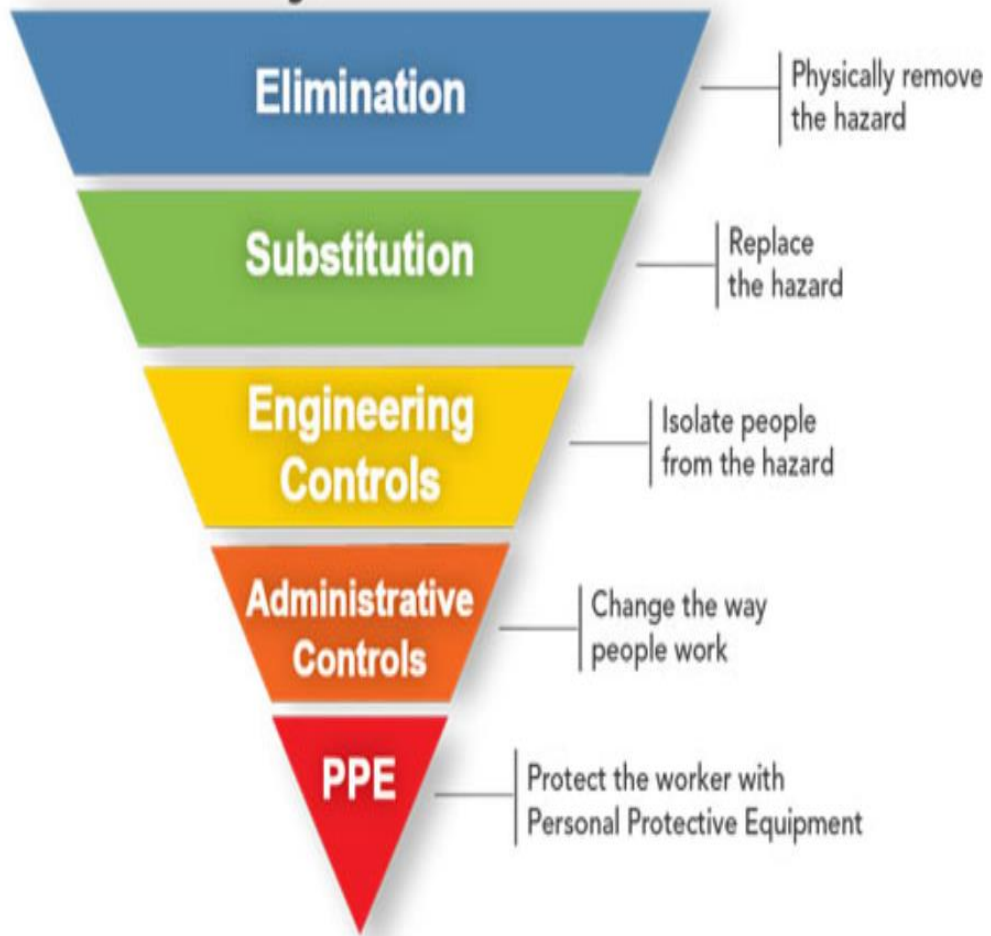 Elimination
Physically remove
the hazard
Substitution
Replace
the hazard
Engineering
Controls
Isolate people
from the hazard
Administrative
Controls
Change the way
people work
PPE
Protect the worker with
Personal Protective Equipment